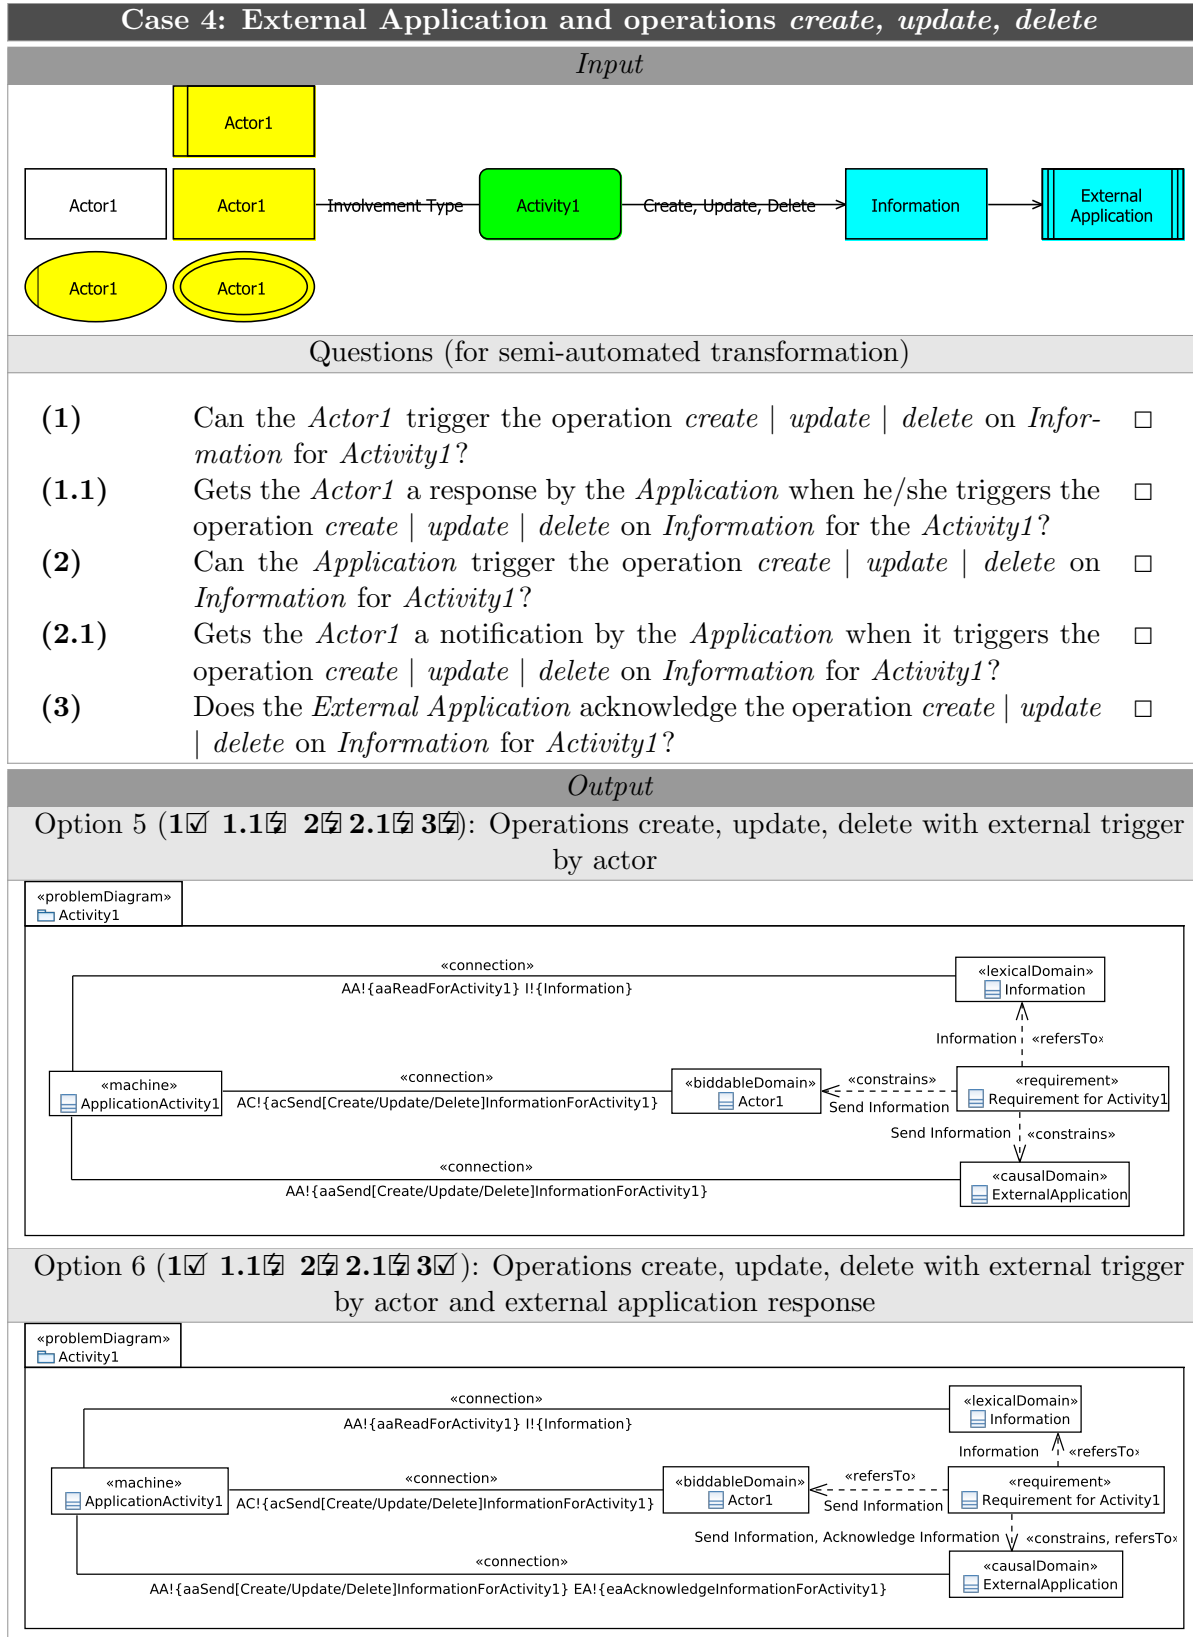 Case 4: External Application and operations create, update, delete
Input
Actor1
Actor1
Actor1
Involvement Type
Activity1
Create, Update, Delete
Information
External
Application
Actor1
Actor1
Questions (for semi-automated transformation)
(1) Can the Actor1 trigger the operation create | update | delete on Infor- □
mation for Activity1?
(1.1) Gets the Actor1 a response by the Application when he/she triggers the □
operation create | update | delete on Information for the Activity1?
(2) Can the Application trigger the operation create | update | delete on □
Information for Activity1?
(2.1) Gets the Actor1 a notification by the Application when it triggers the □
operation create | update | delete on Information for Activity1?
(3) Does the External Application acknowledge the operation create | update □
| delete on Information for Activity1?
Output
Option 5 (1☑ 1.1☒ 2☒ 2.1☒ 3☒): Operations create, update, delete with external trigger
by actor
«problemDiagram»
Activity1
«connection»
AA!{aaReadForActivity1} I!{Information}
«lexicalDomain»
Information
Information «refersTo»
«machine»
ApplicationActivity1
«connection»
AC!{acSend[Create/Update/Delete]InformationForActivity1}
«biddableDomain»
Actor1
«constrains»
Send Information
«requirement»
Requirement for Activity1
Send Information «constrains»
«connection»
AA!{aaSend[Create/Update/Delete]InformationForActivity1}
«causalDomain»
ExternalApplication
Option 6 (1☑ 1.1☒ 2☒ 2.1☒ 3☑): Operations create, update, delete with external trigger
by actor and external application response
«problemDiagram»
Activity1
«connection»
AA!{aaReadForActivity1} I!{Information}
«lexicalDomain»
Information
Information «refersTo»
«machine»
ApplicationActivity1
«connection»
AC!{acSend[Create/Update/Delete]InformationForActivity1}
«biddableDomain»
Actor1
«refersTo»
Send Information
«requirement»
Requirement for Activity1
Send Information, Acknowledge Information «constrains, refersTo»
«connection»
AA!{aaSend[Create/Update/Delete]InformationForActivity1} EA!{eaAcknowledgeInformationForActivity1}
«causalDomain»
ExternalApplication